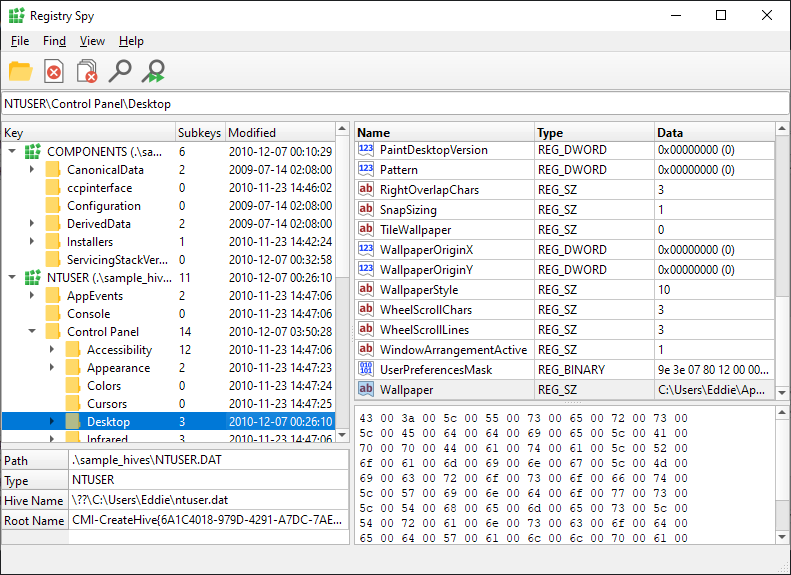 Registry Spy
File Find View Help
NTUSER\Control Panel\Desktop
Key Subkeys Modified
COMPONENTS (.\sa... 6 2010-12-07 00:10:29
CanonicalData 2 2009-07-14 02:08:00
ccpinterface 0 2010-11-23 14:46:02
Configuration 0 2009-07-14 02:08:00
DerivedData 2 2009-07-14 02:08:00
Installers 1 2010-11-23 14:42:24
ServicingStackVer... 0 2010-12-07 00:32:58
NTUSER (.\sample_hiv... 11 2010-12-07 00:26:10
AppEvents 2 2010-11-23 14:47:06
Console 0 2010-11-23 14:47:06
Control Panel 14 2010-12-07 03:50:28
Accessibility 12 2010-11-23 14:47:06
Appearance 2 2010-11-23 14:47:23
Colors 0 2010-11-23 14:47:24
Cursors 0 2010-11-23 14:47:25
Desktop 3 2010-12-07 00:26:10
Infrared 3 2010-11-23 14:47:06
Path .\sample_hives\NTUSER.DAT
Type NTUSER
Hive Name \??\C:\Users\Eddie\ntuser.dat
Root Name CMI-CreateHive{6A1C4018-979D-4291-A7DC-7AE...
Name Type Data
PaintDesktopVersion REG_DWORD 0x00000000 (0)
Pattern REG_DWORD 0x00000000 (0)
RightOverlapChars REG_SZ 3
SnapSizing REG_SZ 1
TileWallpaper REG_SZ 0
WallpaperOriginX REG_DWORD 0x00000000 (0)
WallpaperOriginY REG_DWORD 0x00000000 (0)
WallpaperStyle REG_SZ 10
WheelScrollChars REG_SZ 3
WheelScrollLines REG_SZ 3
WindowArrangementActive REG_SZ 1
UserPreferencesMask REG_BINARY 9e 3e 07 80 12 00 00...
Wallpaper REG_SZ C:\Users\Eddie\Ap...
43 00 3a 00 5c 00 55 00 73 00 65 00 72 00 73 00
5c 00 45 00 64 00 64 00 69 00 65 00 5c 00 41 00
70 00 70 00 44 00 61 00 74 00 61 00 5c 00 52 00
6f 00 61 00 6d 00 69 00 6e 00 67 00 5c 00 4d 00
69 00 63 00 72 00 6f 00 73 00 6f 00 66 00 74 00
5c 00 57 00 69 00 6e 00 64 00 6f 00 77 00 73 00
5c 00 54 00 68 00 65 00 6d 00 65 00 73 00 5c 00
54 00 72 00 61 00 6e 00 73 00 63 00 6f 00 64 00
65 00 64 00 57 00 61 00 6c 00 6c 00 70 00 61 00